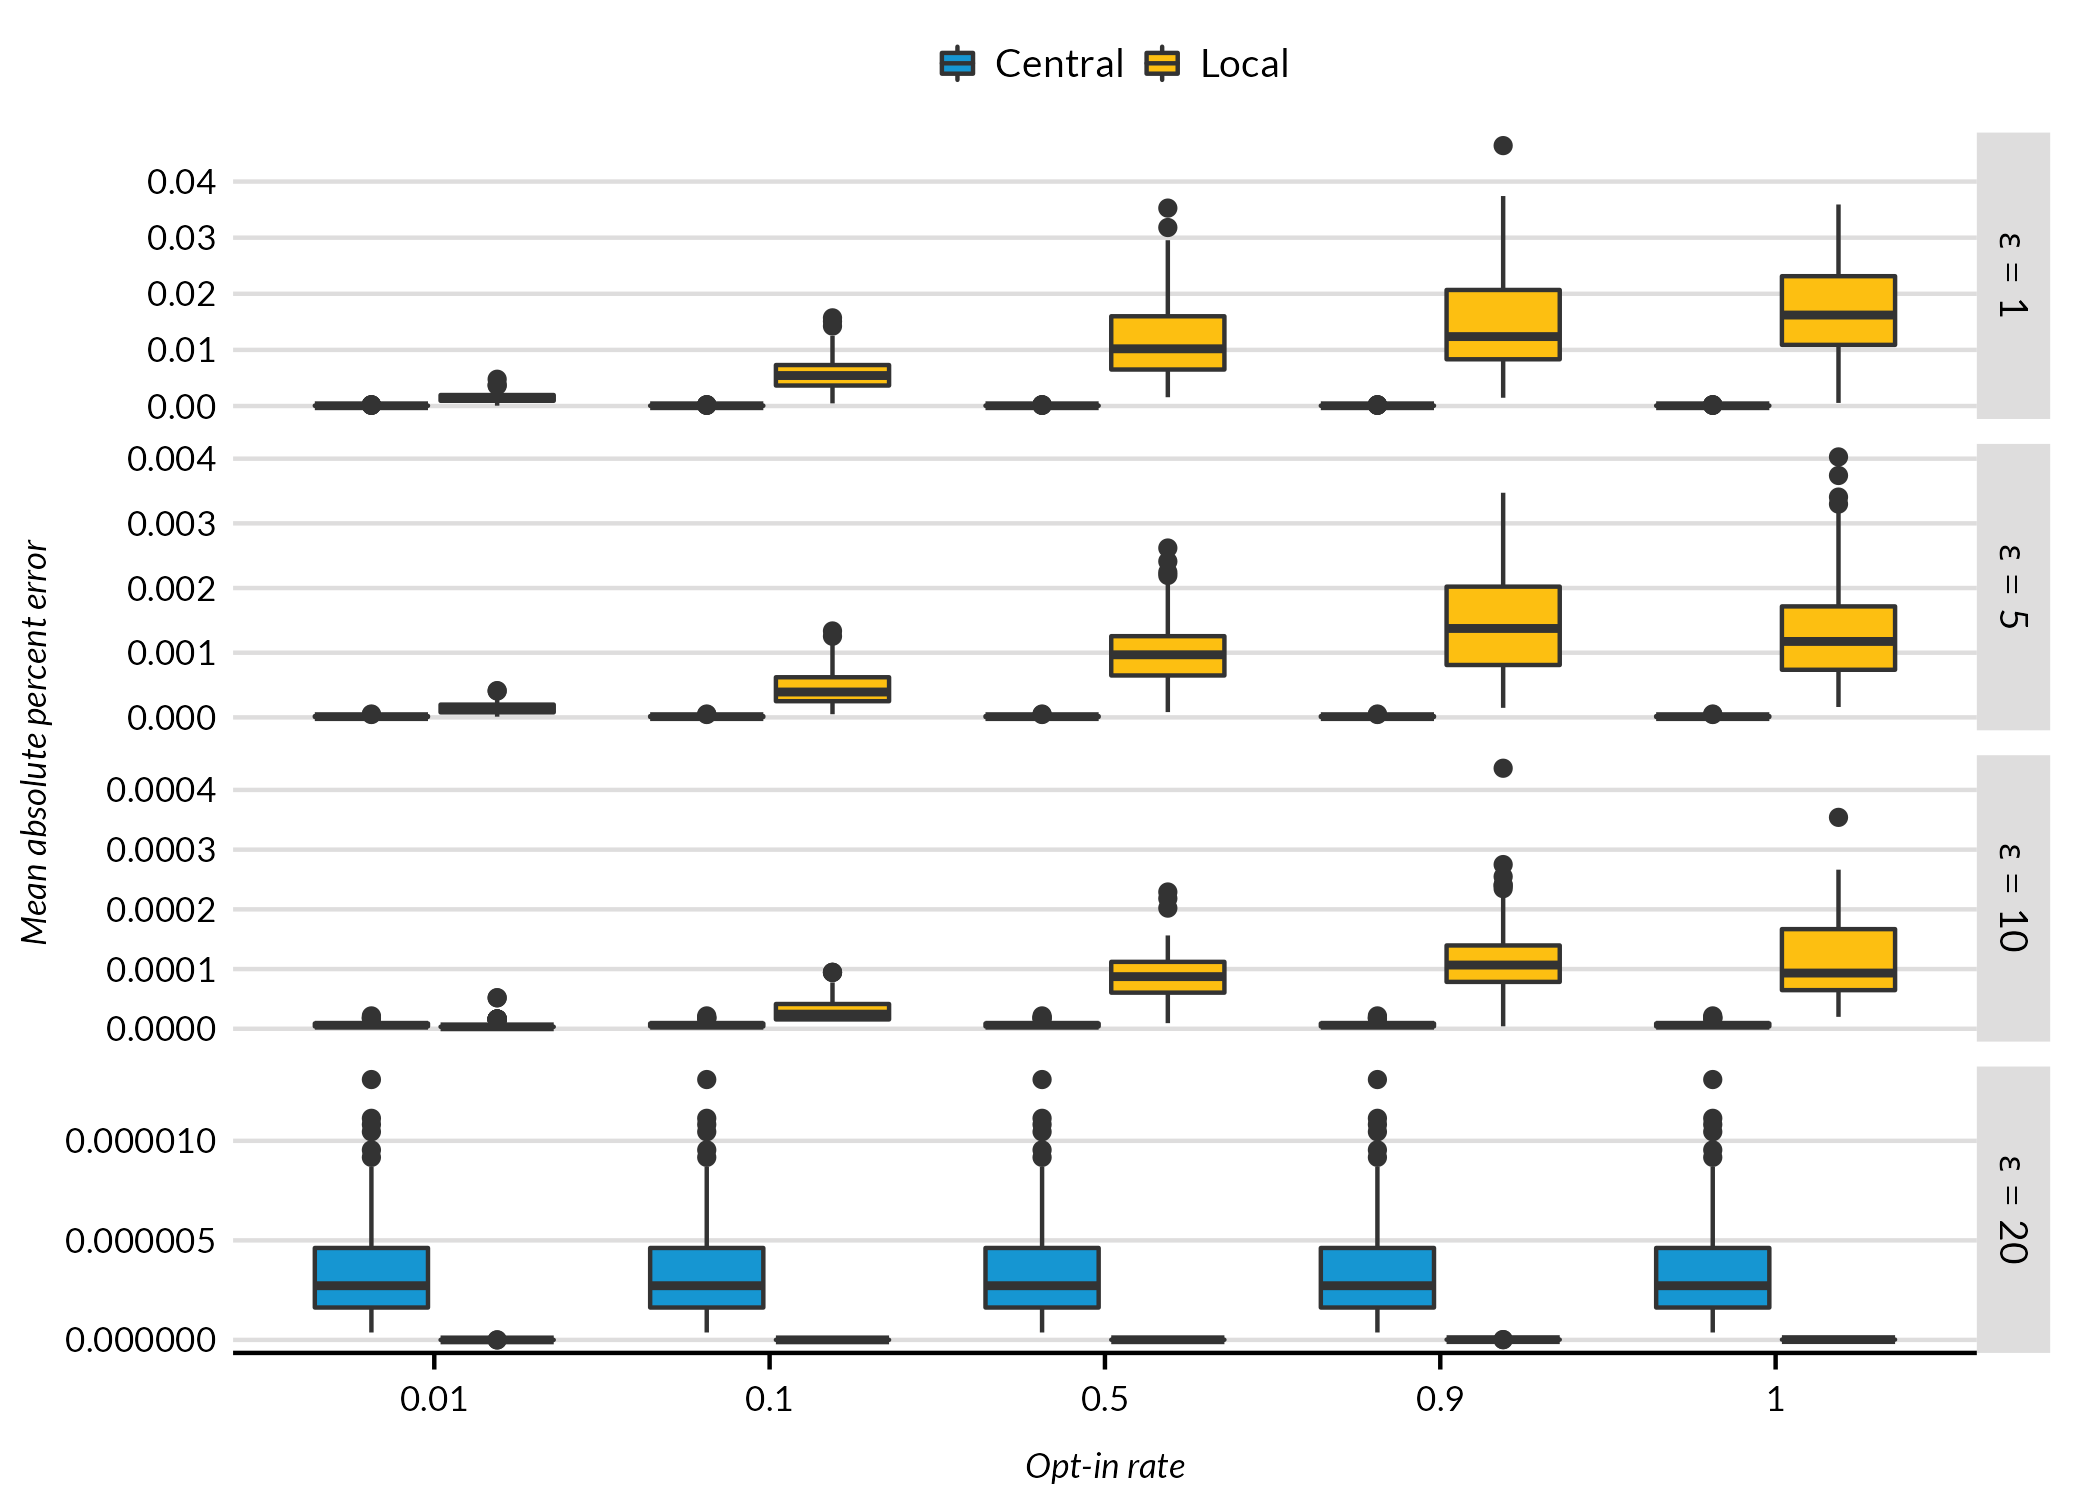 Central Local
0.04
0.03
0.02
0.01
0.00
ε = 1
0.004
0.003
0.002
0.001
0.000
ε = 5
0.0004
0.0003
0.0002
0.0001
0.0000
ε = 10
0.000010
0.000005
0.000000
ε = 20
Mean absolute percent error
0.01 0.1 0.5 0.9 1
Opt-in rate